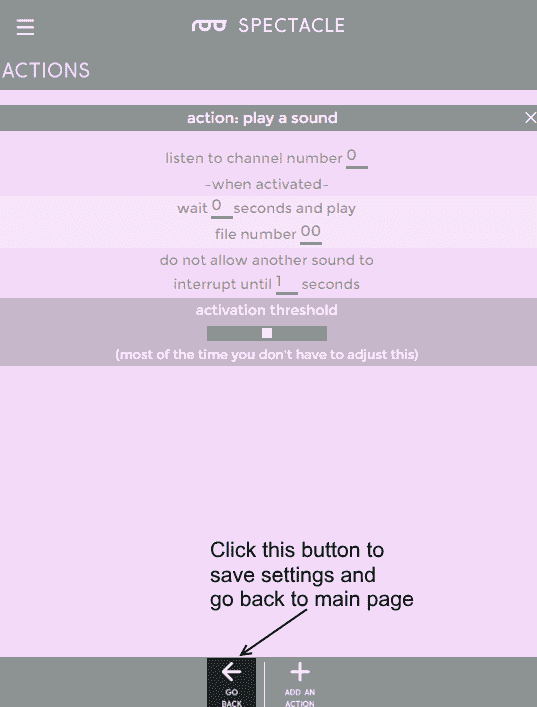 SPECTACLE
ACTIONS
action: play a sound
listen to channel number 0
-when activated-
wait 0 seconds and play
file number 00
do not allow another sound to
interrupt until 1 seconds
activation threshold
(most of the time you don't have to adjust this)
Click this button to
save settings and
go back to main page
GO
BACK
ADD AN
ACTION